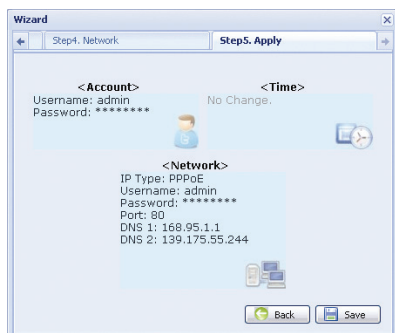 Wizard
Step4. Network
Step5. Apply
<Account>
Username: admin
Password: ********
<Time>
No Change.
<Network>
IP Type: PPPoE
Username: admin
Password: ********
Port: 80
DNS 1: 168.95.1.1
DNS 2: 139.175.55.244
Back
Save